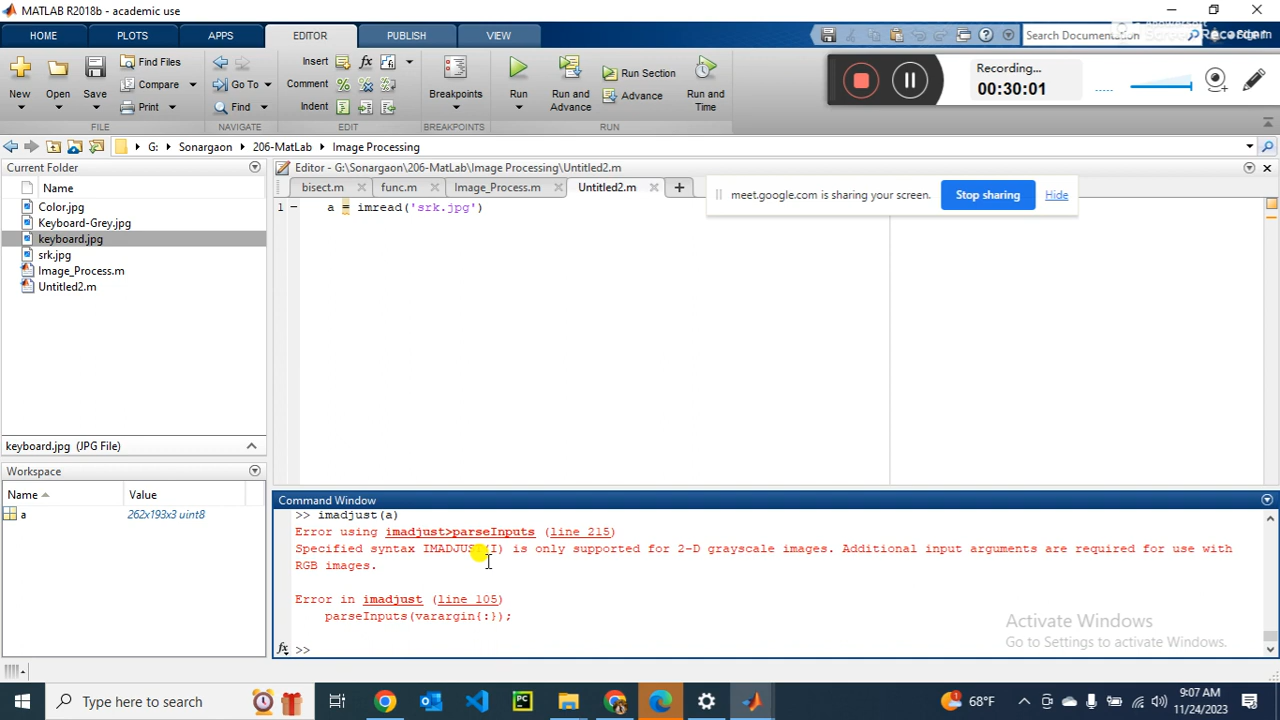 MATLAB R2018b - academic use
HOME PLOTS APPS EDITOR PUBLISH VIEW
Search Documentation
New Open Save
Find Files
Compare
Print
FILE
Go To
Find
NAVIGATE
Insert
Comment
Indent
EDIT
Breakpoints
BREAKPOINTS
Run
Run and
Advance
Run Section
Advance
Run and
Time
RUN
Recording...
00:30:01
G: Sonargaon 206-MatLab Image Processing
Current Folder
Name
Color.jpg
Keyboard-Grey.jpg
keyboard.jpg
srk.jpg
Image_Process.m
Untitled2.m
keyboard.jpg (JPG File)
Workspace
Name Value
a 262x193x3 uint8
Editor - G:\Sonargaon\206-MatLab\Image Processing\Untitled2.m
bisect.m func.m Image_Process.m Untitled2.m
meet.google.com is sharing your screen. Stop sharing Hide
1 a = imread('srk.jpg')
Command Window
>> imadjust(a)
Error using imadjust>parseInputs (line 215)
Specified syntax IMADJUST(I) is only supported for 2-D grayscale images. Additional input arguments are required for use with
RGB images.
Error in imadjust (line 105)
parseInputs(varargin{:});
fx >>
Activate Windows
Go to Settings to activate Windows.
Type here to search
68°F
9:07 AM
11/24/2023